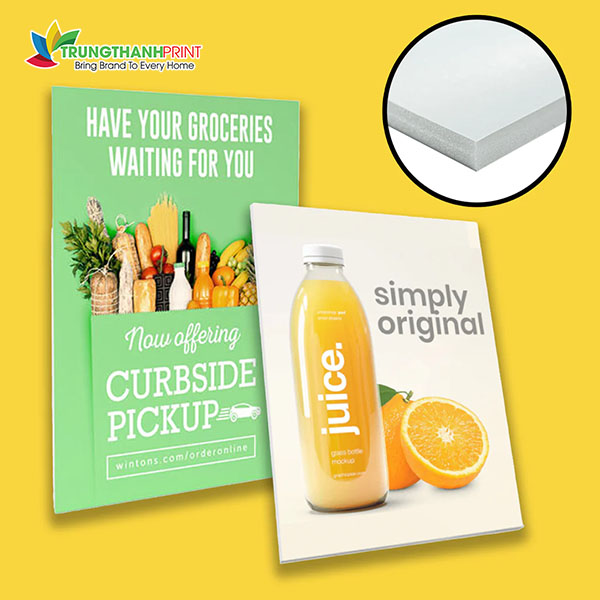 TRUNGTHANHPRINT
Bring Brand To Every Home
HAVE YOUR GROCERIES
WAITING FOR YOU
Now offering
CURBSIDE
PICKUP
wintons.com/orderonline
simply
original
juice.
glass bottle
mockup